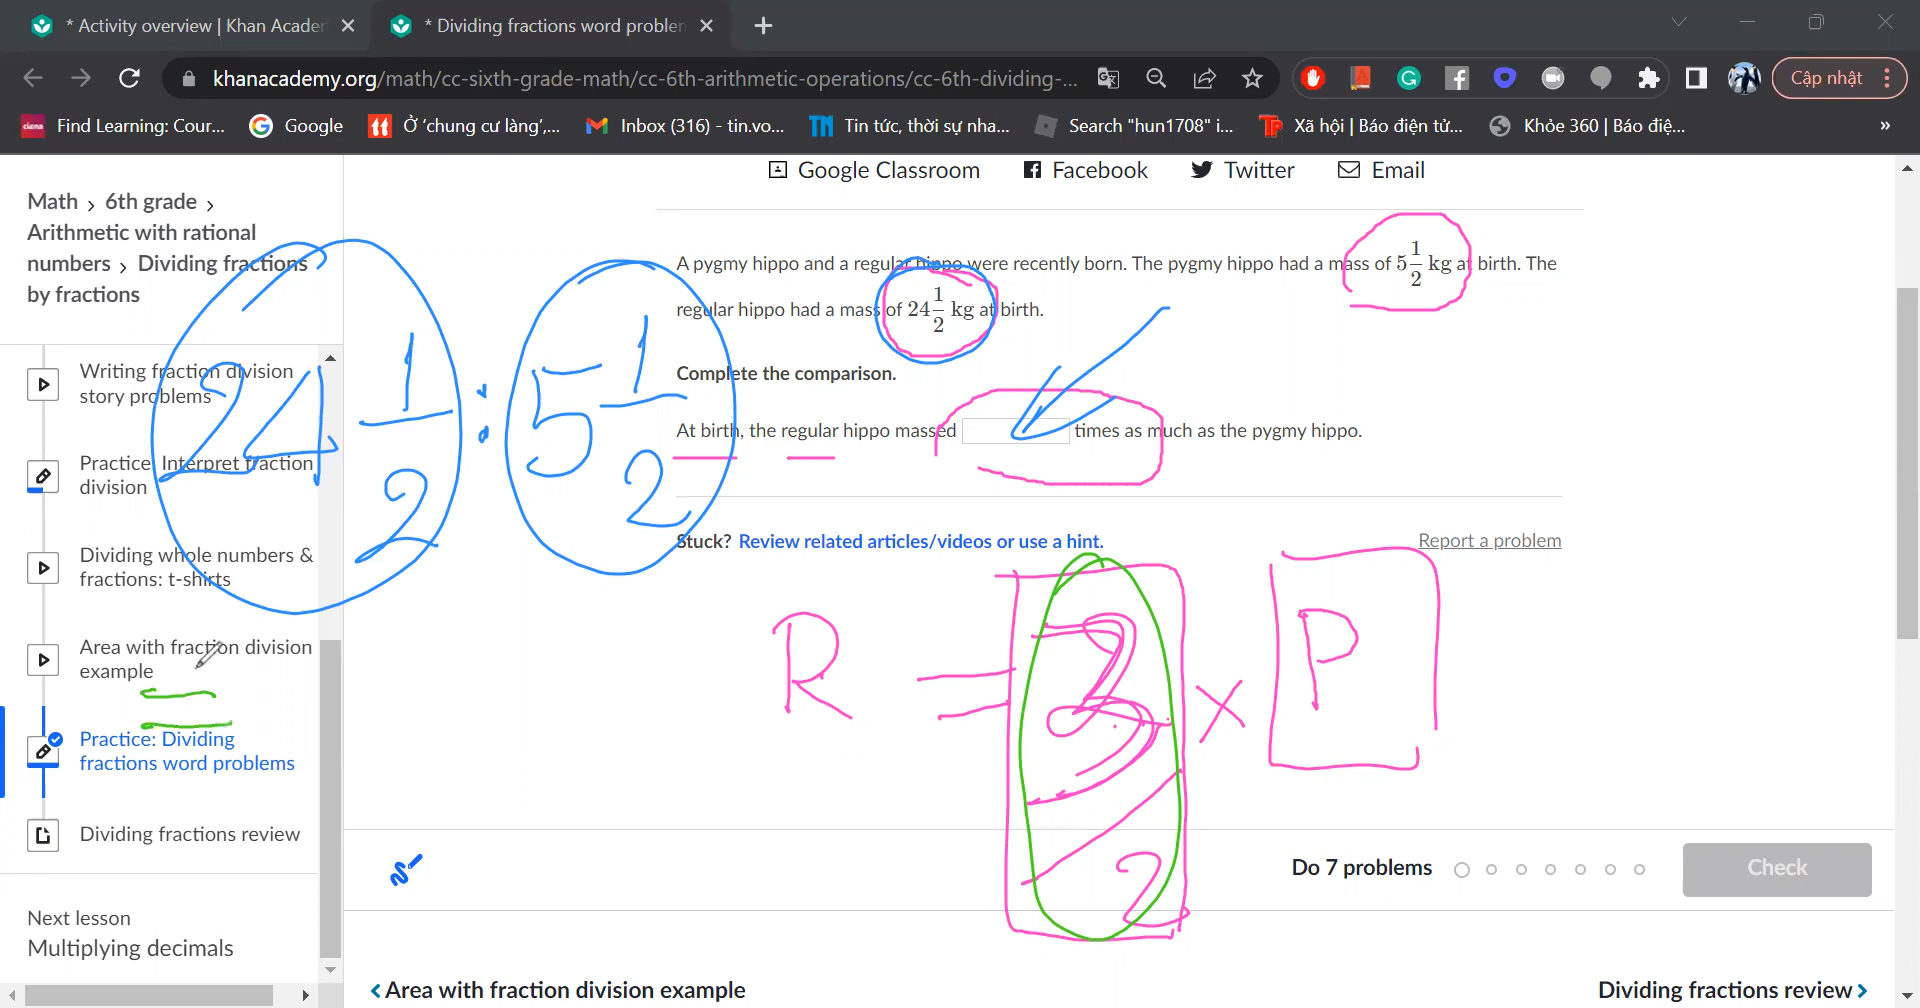 * Activity overview | Khan Acader
* Dividing fractions word problen
khanacademy.org/math/cc-sixth-grade-math/cc-6th-arithmetic-operations/cc-6th-dividing-...
Cập nhật
Find Learning: Cour...
Google
Ở 'chung cư làng',...
Inbox (316) - tin.vo...
Tin tức, thời sự nha...
Search "hun1708" i...
Xã hội | Báo điện tử...
Khỏe 360 | Báo điệ...
»
Google Classroom
Facebook
Twitter
Email
Math > 6th grade >
Arithmetic with rational
numbers > Dividing fractions
by fractions
Writing fraction division
story problems
Practice: Interpret fraction
division
Dividing whole numbers &
fractions: t-shirts
Area with fraction division
example
Practice: Dividing
fractions word problems
Dividing fractions review
Next lesson
Multiplying decimals
A pygmy hippo and a regular hippo were recently born. The pygmy hippo had a mass of 5 1/2 kg at birth. The
regular hippo had a mass of 24 1/2 kg at birth.
Complete the comparison.
At birth, the regular hippo massed times as much as the pygmy hippo.
24 1/2 : 5 1/2
Stuck? Review related articles/videos or use a hint.
Report a problem
R = 3/2 × P
Do 7 problems
Check
< Area with fraction division example
Dividing fractions review >